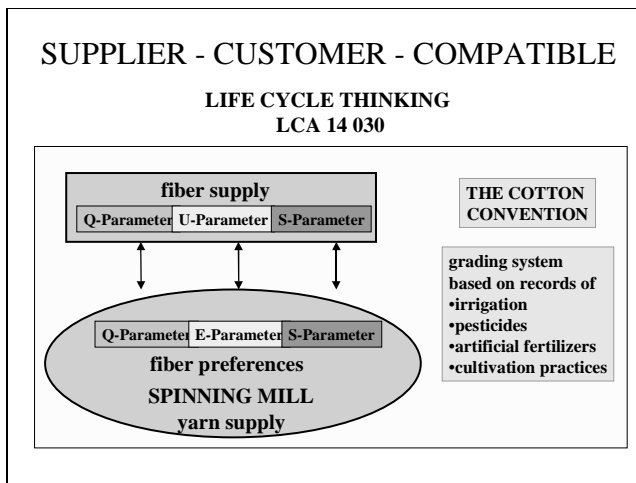 SUPPLIER - CUSTOMER - COMPATIBLE
LIFE CYCLE THINKING
LCA 14 030
fiber supply
Q-Parameter U-Parameter S-Parameter
Q-Parameter E-Parameter S-Parameter
fiber preferences
SPINNING MILL
yarn supply
THE COTTON
CONVENTION
grading system
based on records of
•irrigation
•pesticides
•artificial fertilizers
•cultivation practices